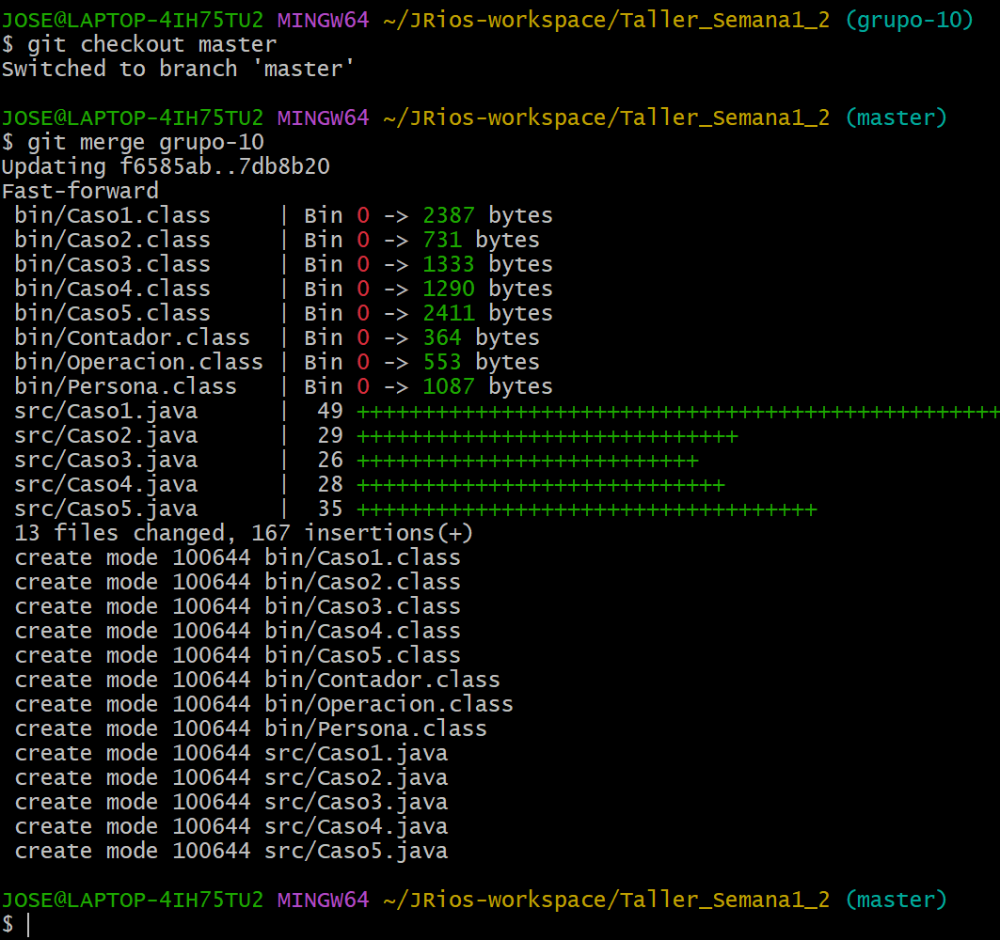 JOSE@LAPTOP-4IH75TU2 MINGW64 ~/JRios-workspace/Taller_Semana1_2 (grupo-10)
$ git checkout master
Switched to branch 'master'

JOSE@LAPTOP-4IH75TU2 MINGW64 ~/JRios-workspace/Taller_Semana1_2 (master)
$ git merge grupo-10
Updating f6585ab..7db8b20
Fast-forward
 bin/Caso1.class     | Bin 0 -> 2387 bytes
 bin/Caso2.class     | Bin 0 -> 731 bytes
 bin/Caso3.class     | Bin 0 -> 1333 bytes
 bin/Caso4.class     | Bin 0 -> 1290 bytes
 bin/Caso5.class     | Bin 0 -> 2411 bytes
 bin/Contador.class  | Bin 0 -> 364 bytes
 bin/Operacion.class | Bin 0 -> 553 bytes
 bin/Persona.class   | Bin 0 -> 1087 bytes
 src/Caso1.java      |  49 +++++++++++++++++++++++++++++++++++++++++++++++++
 src/Caso2.java      |  29 +++++++++++++++++++++++++++++
 src/Caso3.java      |  26 ++++++++++++++++++++++++++
 src/Caso4.java      |  28 ++++++++++++++++++++++++++++
 src/Caso5.java      |  35 +++++++++++++++++++++++++++++++++++
 13 files changed, 167 insertions(+)
 create mode 100644 bin/Caso1.class
 create mode 100644 bin/Caso2.class
 create mode 100644 bin/Caso3.class
 create mode 100644 bin/Caso4.class
 create mode 100644 bin/Caso5.class
 create mode 100644 bin/Contador.class
 create mode 100644 bin/Operacion.class
 create mode 100644 bin/Persona.class
 create mode 100644 src/Caso1.java
 create mode 100644 src/Caso2.java
 create mode 100644 src/Caso3.java
 create mode 100644 src/Caso4.java
 create mode 100644 src/Caso5.java

JOSE@LAPTOP-4IH75TU2 MINGW64 ~/JRios-workspace/Taller_Semana1_2 (master)
$